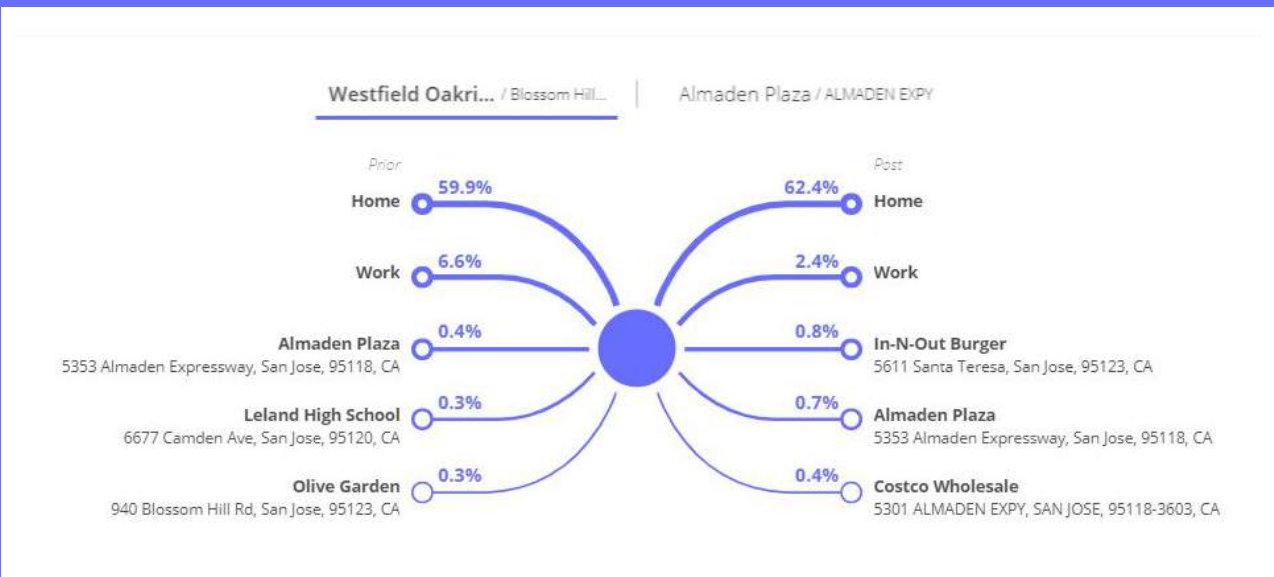 Westfield Oakri... / Blossom Hill...
Almaden Plaza / ALMADEN EXPY
Prior
Home
59.9%
Work
6.6%
Almaden Plaza
5353 Almaden Expressway, San Jose, 95118, CA
0.4%
Leland High School
6677 Camden Ave, San Jose, 95120, CA
0.3%
Olive Garden
940 Blossom Hill Rd, San Jose, 95123, CA
0.3%
Post
62.4%
Home
2.4%
Work
0.8%
In-N-Out Burger
5611 Santa Teresa, San Jose, 95123, CA
0.7%
Almaden Plaza
5353 Almaden Expressway, San Jose, 95118, CA
0.4%
Costco Wholesale
5301 ALMADEN EXPY, SAN JOSE, 95118-3603, CA